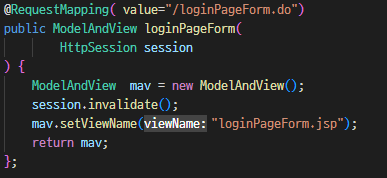 @RequestMapping( value="/loginPageForm.do")
public ModelAndView loginPageForm(
HttpSession session
) {
ModelAndView mav = new ModelAndView();
session.invalidate();
mav.setViewName(viewName: "loginPageForm.jsp");
return mav;
};